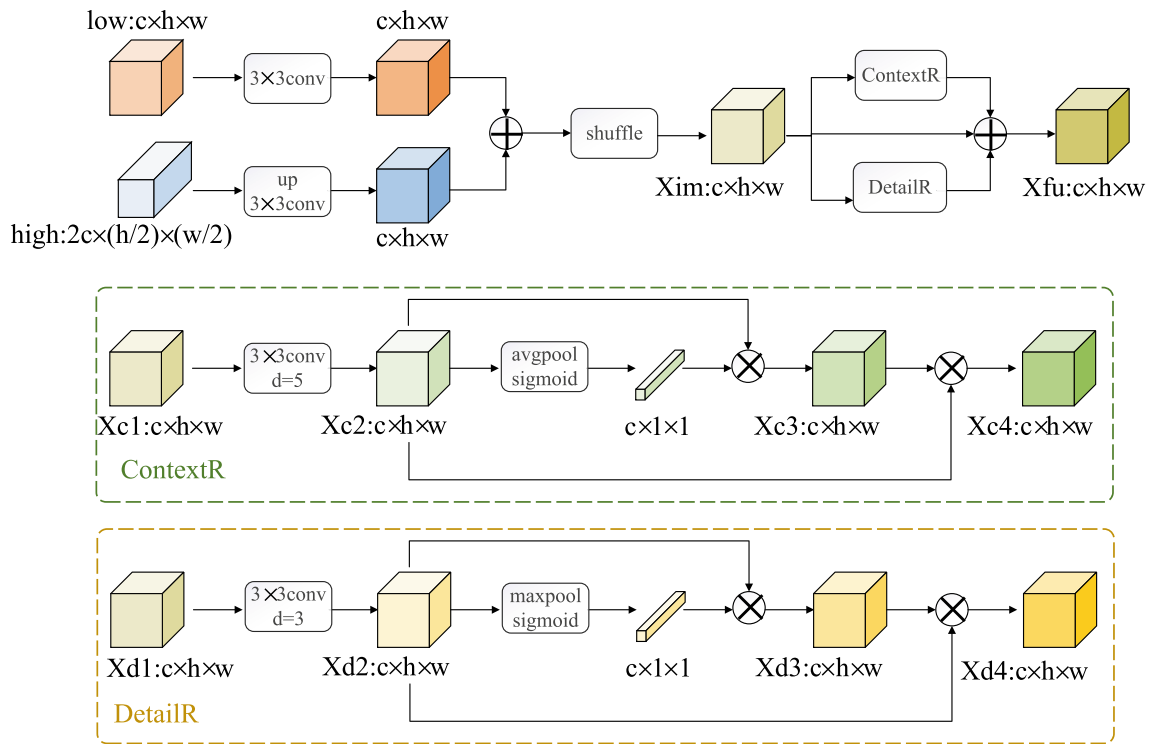 low:c×h×w
c×h×w
3×3conv
ContextR
shuffle
up
3×3conv
DetailR
Xim:c×h×w
Xfu:c×h×w
high:2c×(h/2)×(w/2)
c×h×w
3×3conv
d=5
avgpool
sigmoid
Xc1:c×h×w
Xc2:c×h×w
c×1×1
Xc3:c×h×w
Xc4:c×h×w
ContextR
3×3conv
d=3
maxpool
sigmoid
Xd1:c×h×w
Xd2:c×h×w
c×1×1
Xd3:c×h×w
Xd4:c×h×w
DetailR